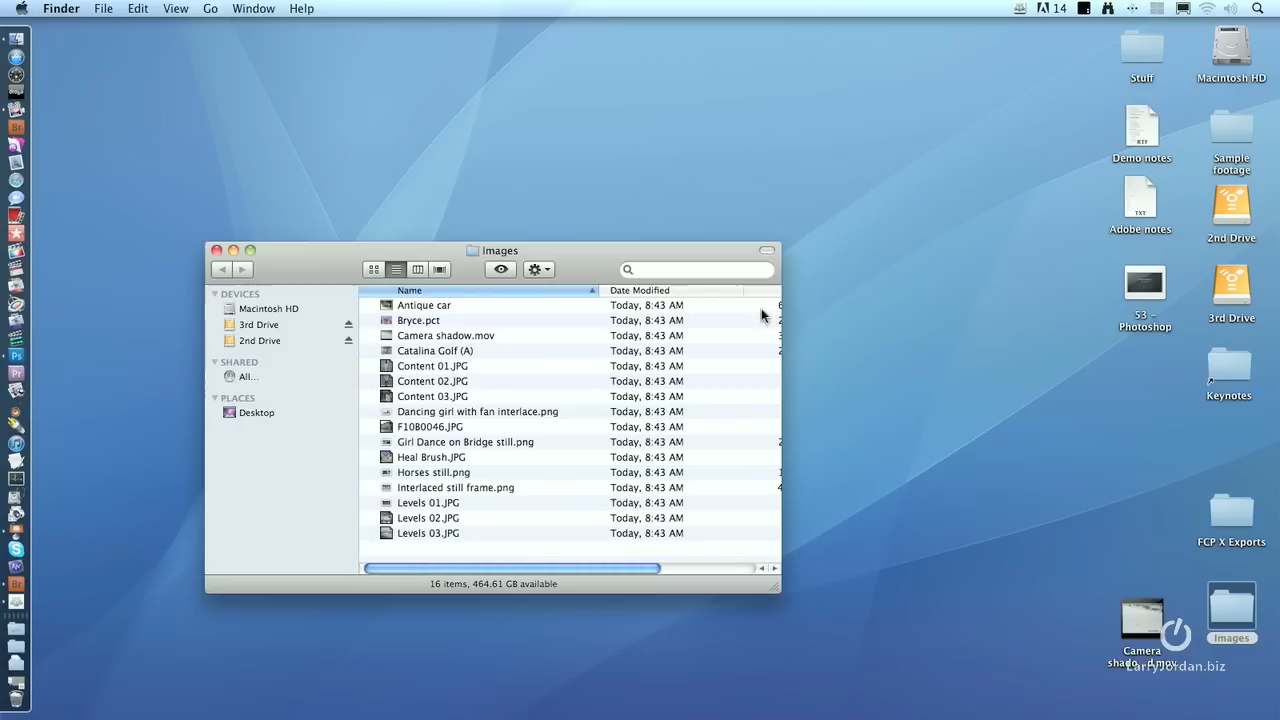 Finder File Edit View Go Window Help
14
Stuff
Macintosh HD
RTF
Demo notes
Sample footage
TXT
Adobe notes
2nd Drive
53 - Photoshop
3rd Drive
Keynotes
FCP X Exports
Images
Camera shado...d.mov
LarryJordan.biz
Images
DEVICES
Macintosh HD
3rd Drive
2nd Drive
SHARED
All...
PLACES
Desktop
Name Date Modified
Antique car Today, 8:43 AM
Bryce.pct Today, 8:43 AM
Camera shadow.mov Today, 8:43 AM
Catalina Golf (A) Today, 8:43 AM
Content 01.JPG Today, 8:43 AM
Content 02.JPG Today, 8:43 AM
Content 03.JPG Today, 8:43 AM
Dancing girl with fan interlace.png Today, 8:43 AM
F10B0046.JPG Today, 8:43 AM
Girl Dance on Bridge still.png Today, 8:43 AM
Heal Brush.JPG Today, 8:43 AM
Horses still.png Today, 8:43 AM
Interlaced still frame.png Today, 8:43 AM
Levels 01.JPG Today, 8:43 AM
Levels 02.JPG Today, 8:43 AM
Levels 03.JPG Today, 8:43 AM
16 items, 464.61 GB available
Br
Ps
Pr
Br